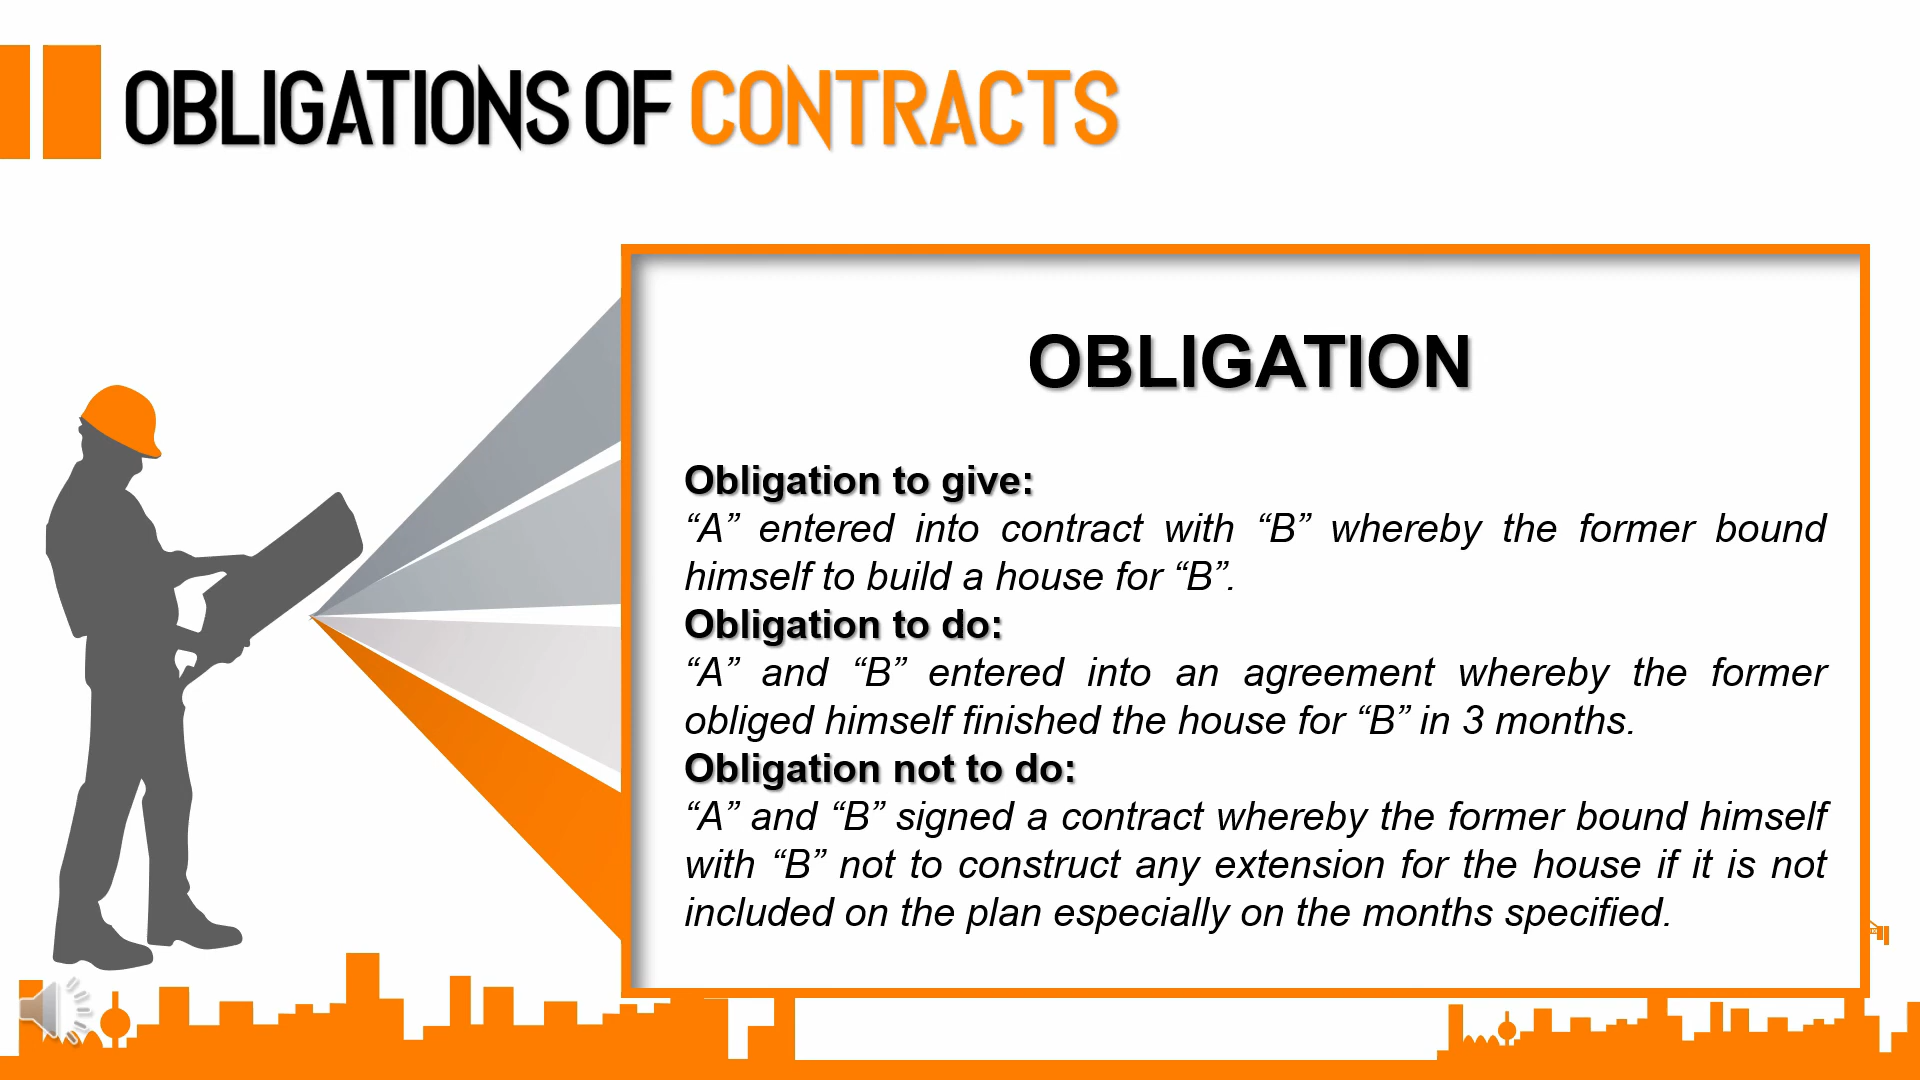 OBLIGATIONS OF CONTRACTS
OBLIGATION
Obligation to give:
“A” entered into contract with “B” whereby the former bound
himself to build a house for “B”.
Obligation to do:
“A” and “B” entered into an agreement whereby the former
obliged himself finished the house for “B” in 3 months.
Obligation not to do:
“A” and “B” signed a contract whereby the former bound himself
with “B” not to construct any extension for the house if it is not
included on the plan especially on the months specified.